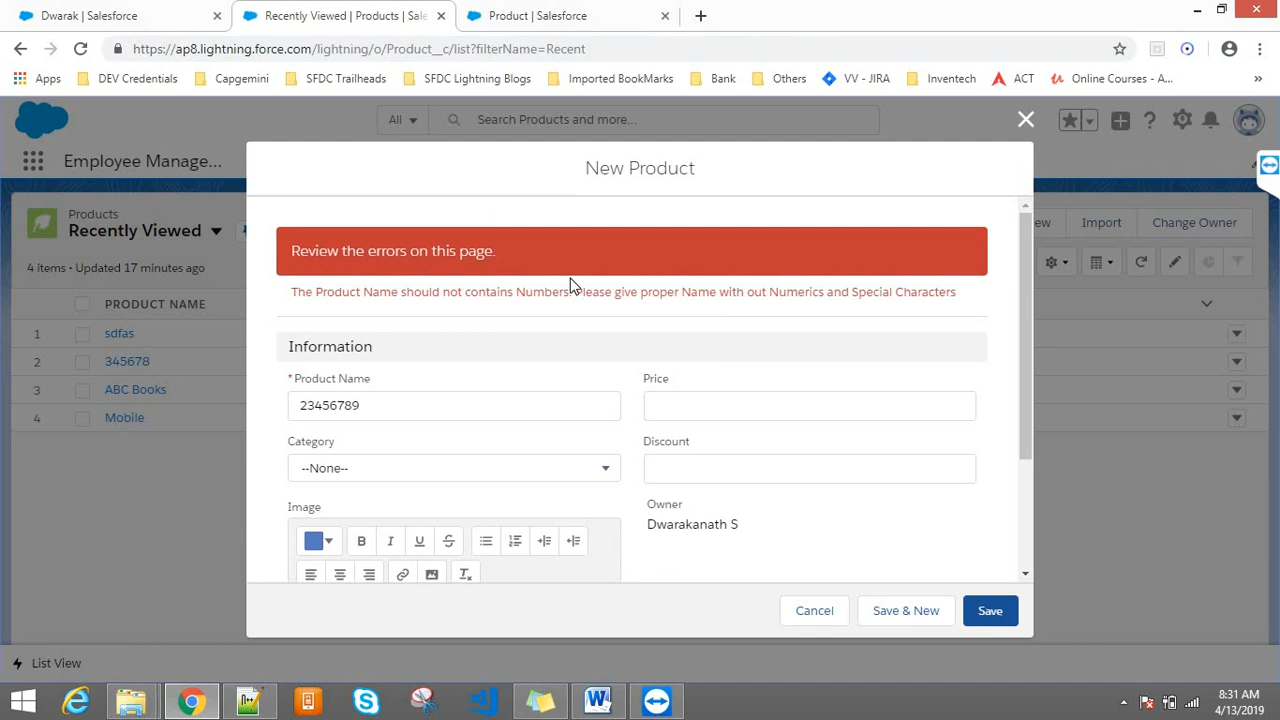 Dwarak | Salesforce
Recently Viewed | Products | Sale
Product | Salesforce
https://ap8.lightning.force.com/lightning/o/Product__c/list?filterName=Recent
Apps
DEV Credentials
Capgemini
SFDC Trailheads
SFDC Lightning Blogs
Imported BookMarks
Bank
Others
VV - JIRA
Inventech
ACT
Online Courses - A...
All
Search Products and more...
Employee Manage...
New Product
Products
Recently Viewed
Import
Change Owner
4 items • Updated 17 minutes ago
PRODUCT NAME
1 sdfas
2 345678
3 ABC Books
4 Mobile
Review the errors on this page.
The Product Name should not contains Numbers. Please give proper Name with out Numerics and Special Characters
Information
* Product Name
23456789
Price
Category
--None--
Discount
Image
Owner
Dwarakanath S
B I U S
Cancel
Save & New
Save
List View
8:31 AM
4/13/2019